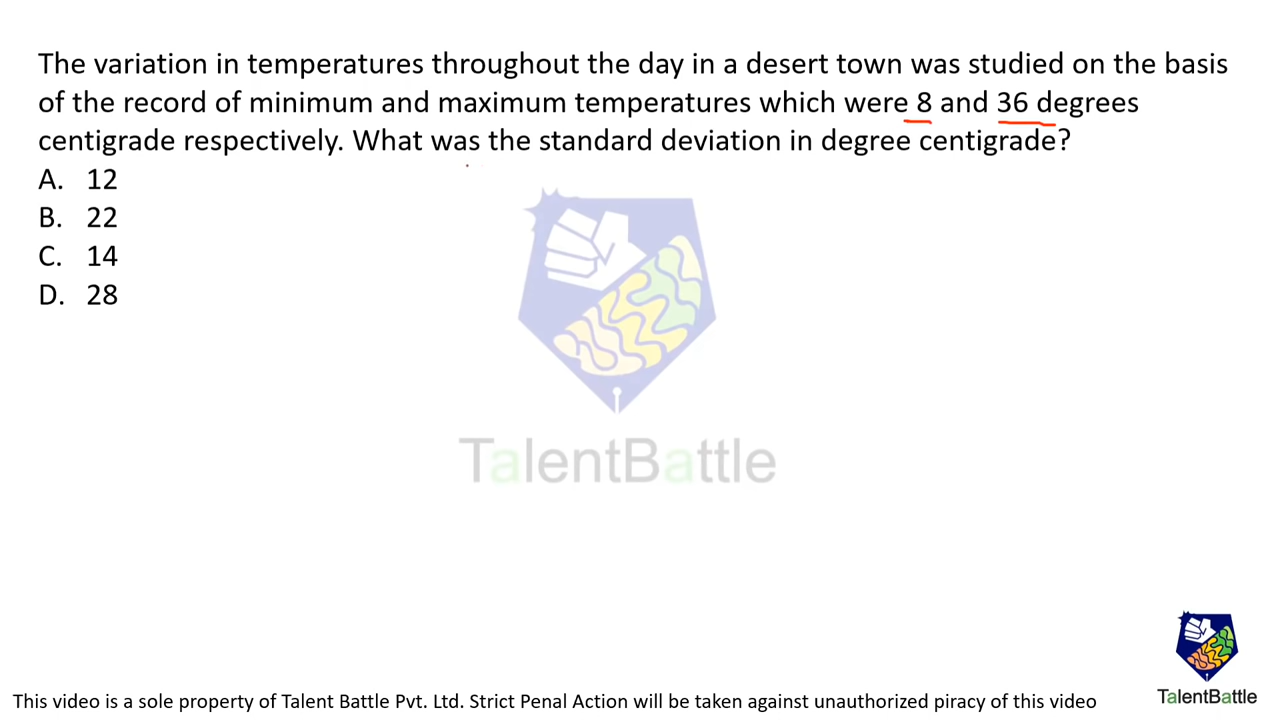 The variation in temperatures throughout the day in a desert town was studied on the basis
of the record of minimum and maximum temperatures which were 8 and 36 degrees
centigrade respectively. What was the standard deviation in degree centigrade?
A. 12
B. 22
C. 14
D. 28
TalentBattle
TalentBattle
This video is a sole property of Talent Battle Pvt. Ltd. Strict Penal Action will be taken against unauthorized piracy of this video